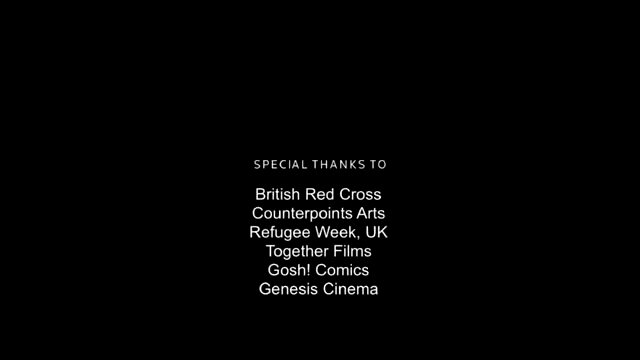 SPECIAL THANKS TO
British Red Cross
Counterpoints Arts
Refugee Week, UK
Together Films
Gosh! Comics
Genesis Cinema